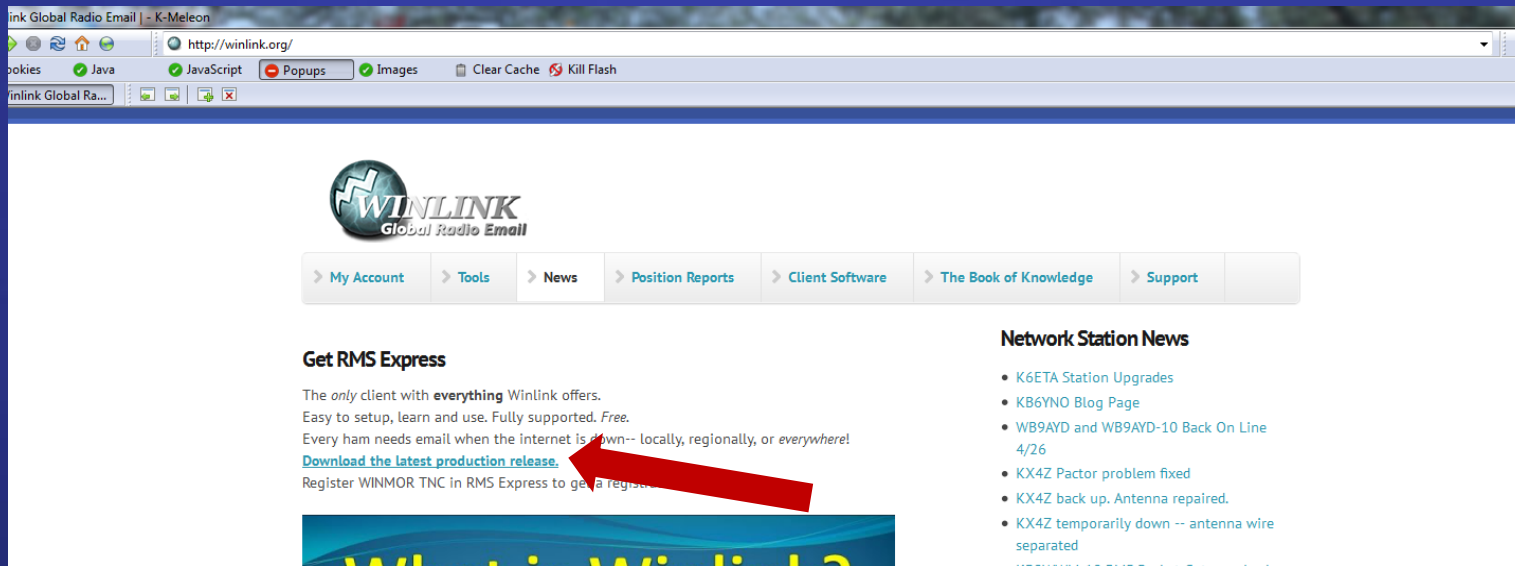 ink Global Radio Email | - K-Meleon
http://winlink.org/
ookies Java JavaScript Popups Images Clear Cache Kill Flash
Winlink Global Ra...
WINLINK
Global Radio Email
My Account Tools News Position Reports Client Software The Book of Knowledge Support
Get RMS Express
The only client with everything Winlink offers.
Easy to setup, learn and use. Fully supported. Free.
Every ham needs email when the internet is down-- locally, regionally, or everywhere!
Download the latest production release.
Register WINMOR TNC in RMS Express to get a
What is Winlink?
Network Station News
K6ETA Station Upgrades
KB6YNO Blog Page
WB9AYD and WB9AYD-10 Back On Line
4/26
KX4Z Pactor problem fixed
KX4Z back up. Antenna repaired.
KX4Z temporarily down -- antenna wire
separated